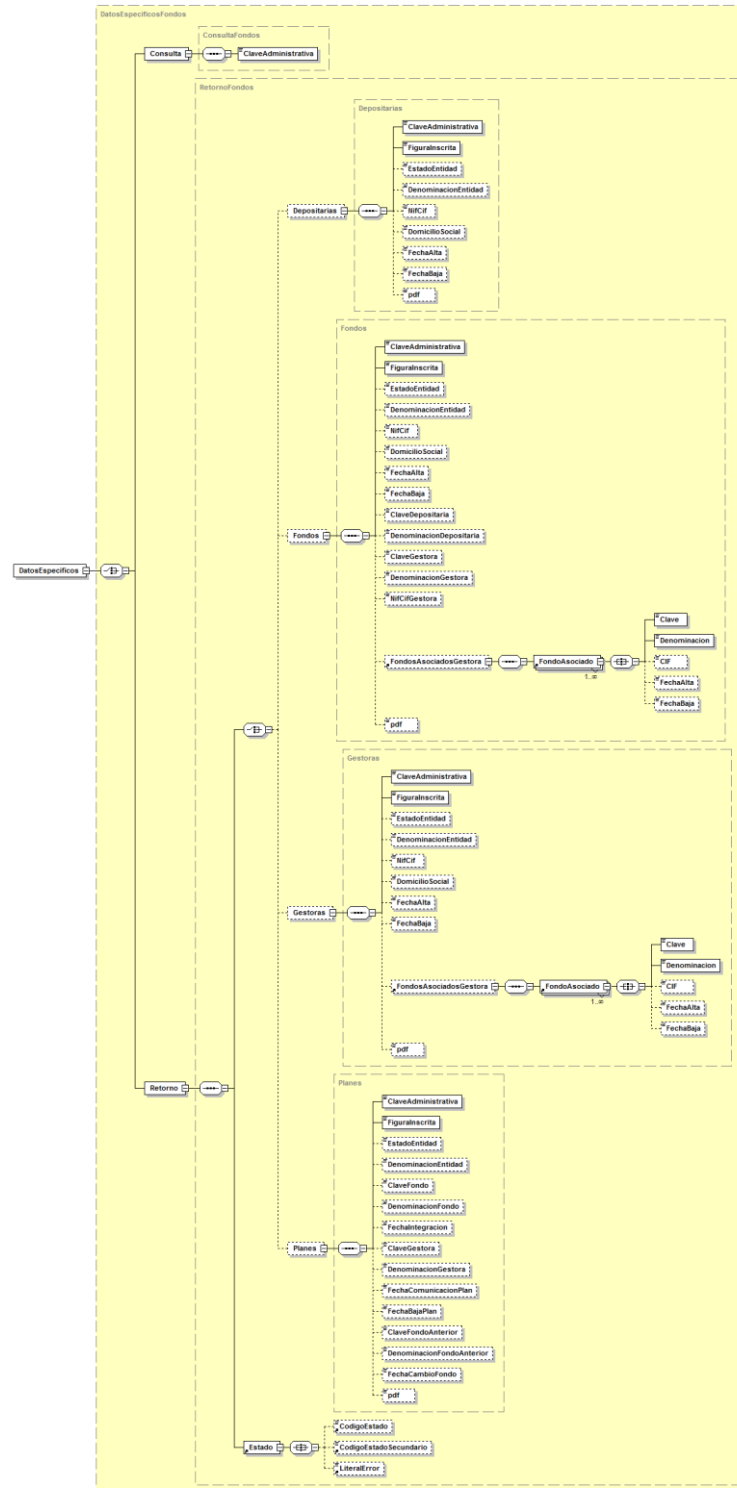 DatosEspecíficosFondos
ConsultaFondos
Consulta
ClaveAdministrativa
RetornoFondos
Depositarias
ClaveAdministrativa
FiguraInscrita
EstadoEntidad
DenominacionEntidad
Depositarias
NifCif
DomicilioSocial
FechaAlta
FechaBaja
pdf
Fondos
ClaveAdministrativa
FiguraInscrita
EstadoEntidad
DenominacionEntidad
NifCif
DomicilioSocial
FechaAlta
FechaBaja
ClaveDepositaria
Fondos
DenominacionDepositaria
ClaveGestora
DatosEspecíficos
DenominacionGestora
NifCifGestora
Clave
Denominacion
FondosAsociadosGestora
FondoAsociado
CIF
1..∞
FechaAlta
FechaBaja
pdf
Gestoras
ClaveAdministrativa
FiguraInscrita
EstadoEntidad
DenominacionEntidad
NifCif
DomicilioSocial
FechaAlta
Gestoras
FechaBaja
Clave
Denominacion
FondosAsociadosGestora
FondoAsociado
CIF
1..∞
FechaAlta
FechaBaja
pdf
Planes
Retorno
ClaveAdministrativa
FiguraInscrita
EstadoEntidad
DenominacionEntidad
ClaveFondo
DenominacionFondo
FechaIntegracion
Planes
ClaveGestora
DenominacionGestora
FechaComunicacionPlan
FechaBajaPlan
ClaveFondoAnterior
DenominacionFondoAnterior
FechaCambioFondo
pdf
CodigoEstado
Estado
CodigoEstadoSecundario
LiteralError